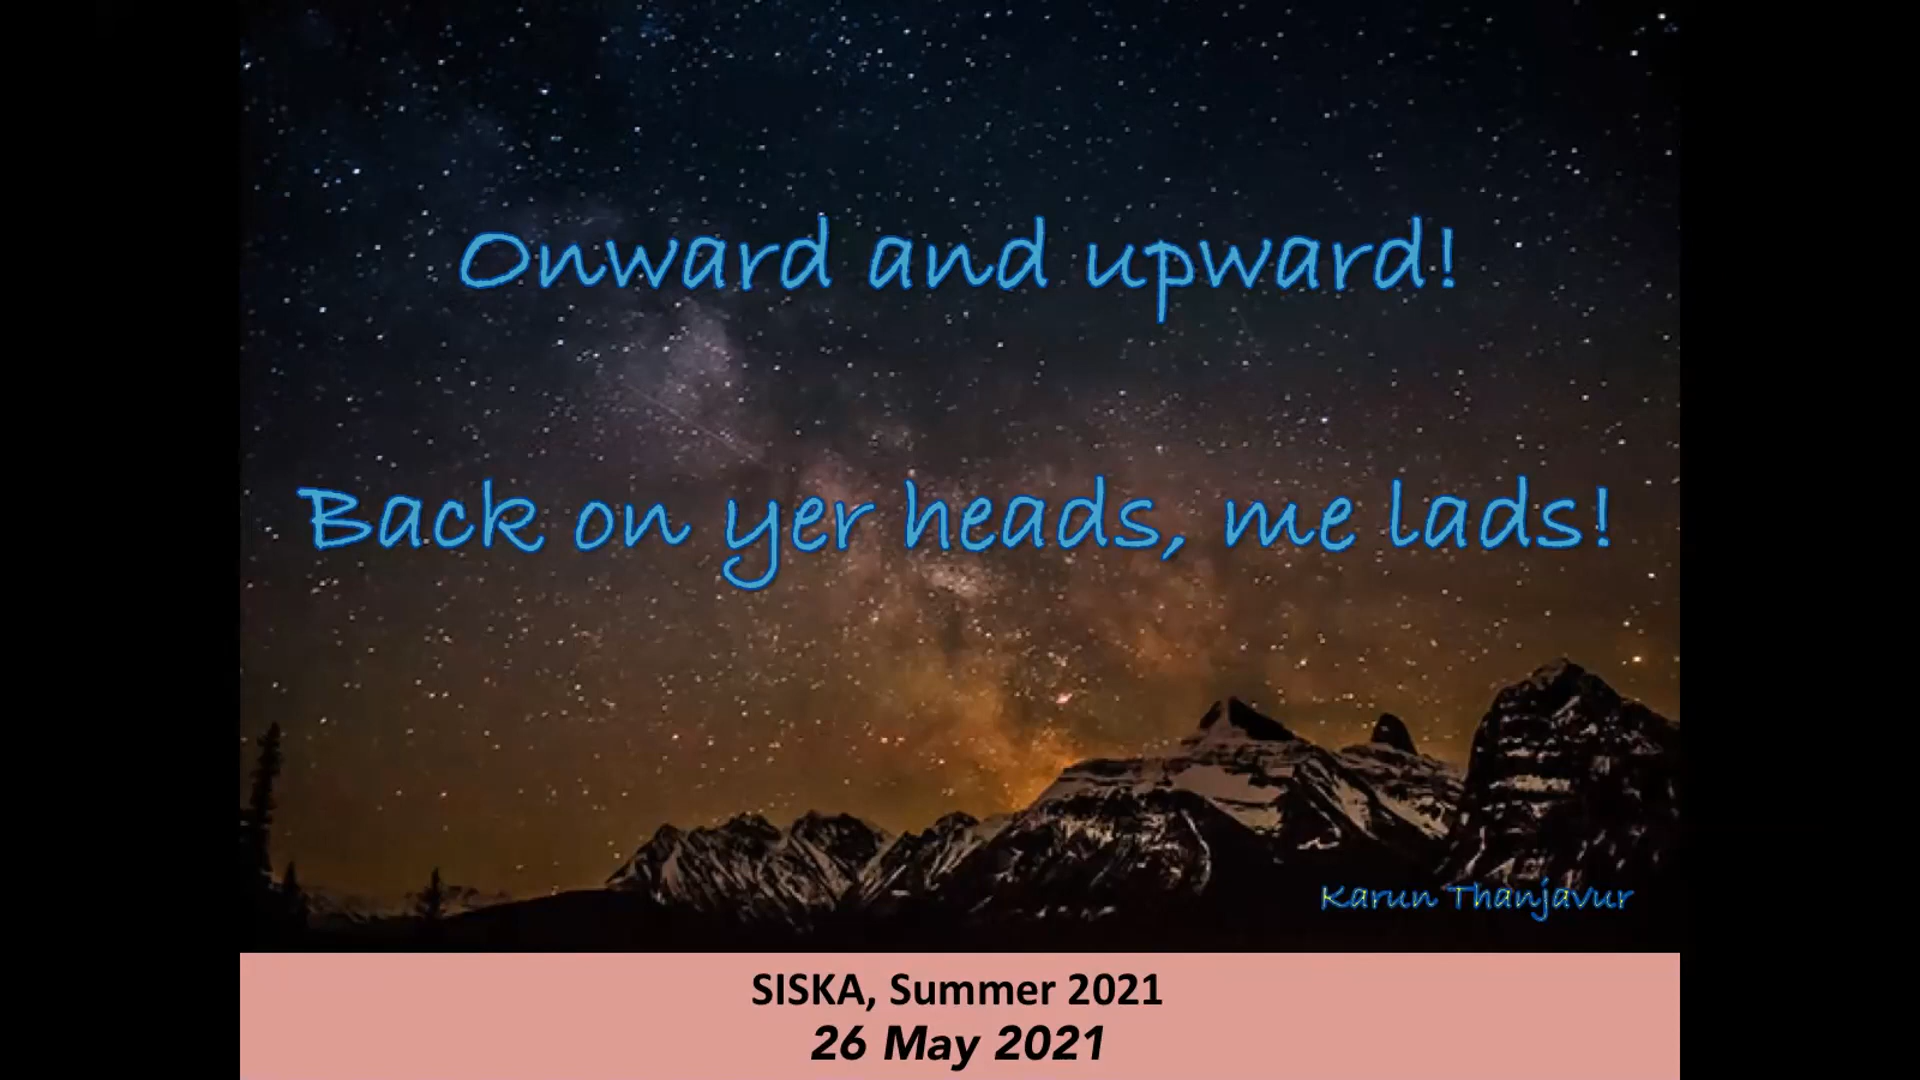 Onward and upward!
Back on yer heads, me lads!
Karun Thanjavur
SISKA, Summer 2021
26 May 2021